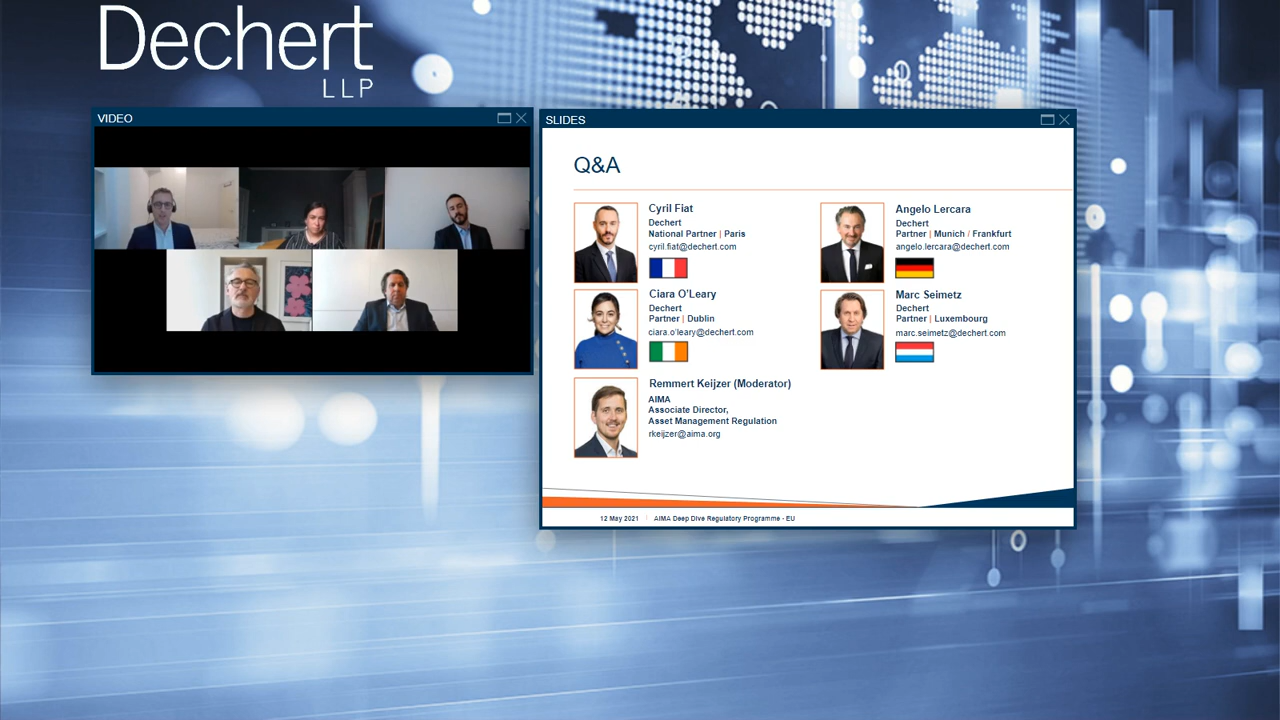 Dechert
LLP
VIDEO
SLIDES
Q&A
Cyril Fiat
Dechert
National Partner | Paris
cyril.fiat@dechert.com
Angelo Lercara
Dechert
Partner | Munich / Frankfurt
angelo.lercara@dechert.com
Ciara O'Leary
Dechert
Partner | Dublin
ciara.o'leary@dechert.com
Marc Seimetz
Dechert
Partner | Luxembourg
marc.seimetz@dechert.com
Remmert Keijzer (Moderator)
AIMA
Associate Director,
Asset Management Regulation
rkeijzer@aima.org
12 May 2021 | AIMA Deep Dive Regulatory Programme - EU